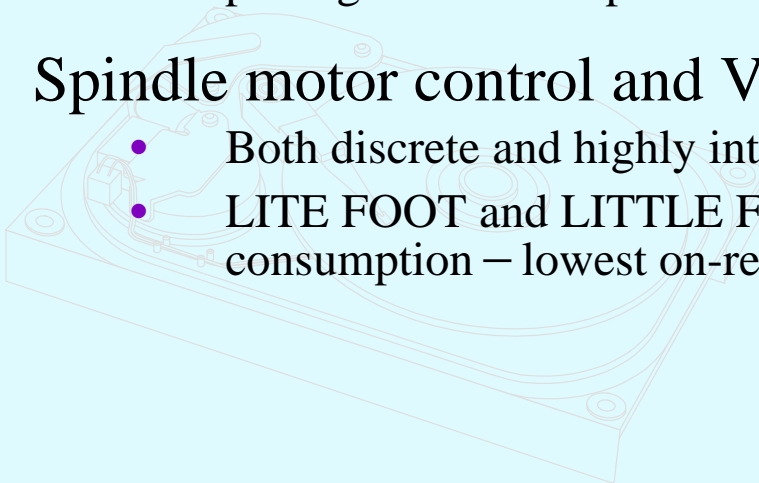 Spindle motor control and V
Both discrete and highly int
LITE FOOT and LITTLE F
consumption – lowest on-re